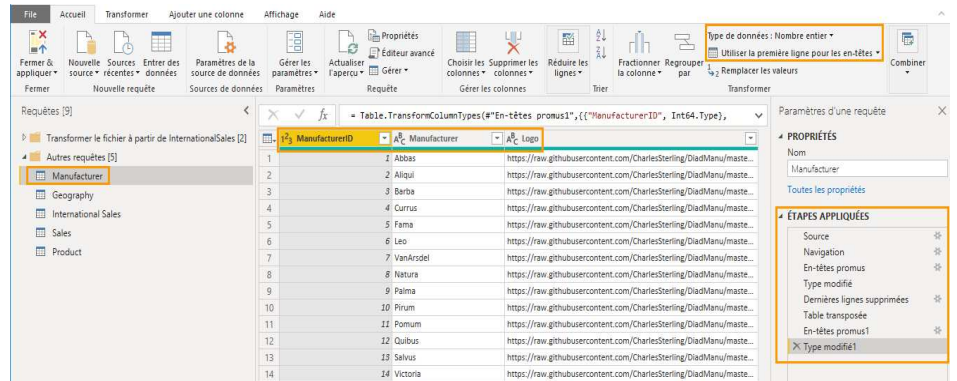 File Accueil Transformer Ajouter une colonne Affichage Aide
Fermer & appliquer
Nouvelle source
Sources récentes
Entrer des données
Paramètres de la source de données
Gérer les paramètres
Actualiser l'aperçu
Propriétés
Éditeur avancé
Gérer
Choisir les colonnes
Supprimer les colonnes
Réduire les lignes
Fractionner la colonne
Regrouper par
Type de données : Nombre entier
Utiliser la première ligne pour les en-têtes
Remplacer les valeurs
Combiner
Fermer Nouvelle requête Sources de données Paramètres Requête Gérer les colonnes Trier Transformer
Requêtes [9]
Transformer le fichier à partir de InternationalSales [2]
Autres requêtes [5]
Manufacturer
Geography
International Sales
Sales
Product
fx = Table.TransformColumnTypes(#"En-têtes promus1",{{"ManufacturerID", Int64.Type},
123 ManufacturerID ABC Manufacturer ABC Logo
1 1 Abbas https://raw.githubusercontent.com/CharlesSterling/DiadManu/maste...
2 2 Aliqui https://raw.githubusercontent.com/CharlesSterling/DiadManu/maste...
3 3 Barba https://raw.githubusercontent.com/CharlesSterling/DiadManu/maste...
4 4 Currus https://raw.githubusercontent.com/CharlesSterling/DiadManu/maste...
5 5 Fama https://raw.githubusercontent.com/CharlesSterling/DiadManu/maste...
6 6 Leo https://raw.githubusercontent.com/CharlesSterling/DiadManu/maste...
7 7 VanArsdel https://raw.githubusercontent.com/CharlesSterling/DiadManu/maste...
8 8 Natura https://raw.githubusercontent.com/CharlesSterling/DiadManu/maste...
9 9 Palma https://raw.githubusercontent.com/CharlesSterling/DiadManu/maste...
10 10 Pirum https://raw.githubusercontent.com/CharlesSterling/DiadManu/maste...
11 11 Pomum https://raw.githubusercontent.com/CharlesSterling/DiadManu/maste...
12 12 Quibus https://raw.githubusercontent.com/CharlesSterling/DiadManu/maste...
13 13 Salvus https://raw.githubusercontent.com/CharlesSterling/DiadManu/maste...
14 14 Victoria https://raw.githubusercontent.com/CharlesSterling/DiadManu/maste...
Paramètres d'une requête
PROPRIÉTÉS
Nom
Manufacturer
Toutes les propriétés
ÉTAPES APPLIQUÉES
Source
Navigation
En-têtes promus
Type modifié
Dernières lignes supprimées
Table transposée
En-têtes promus1
Type modifié1